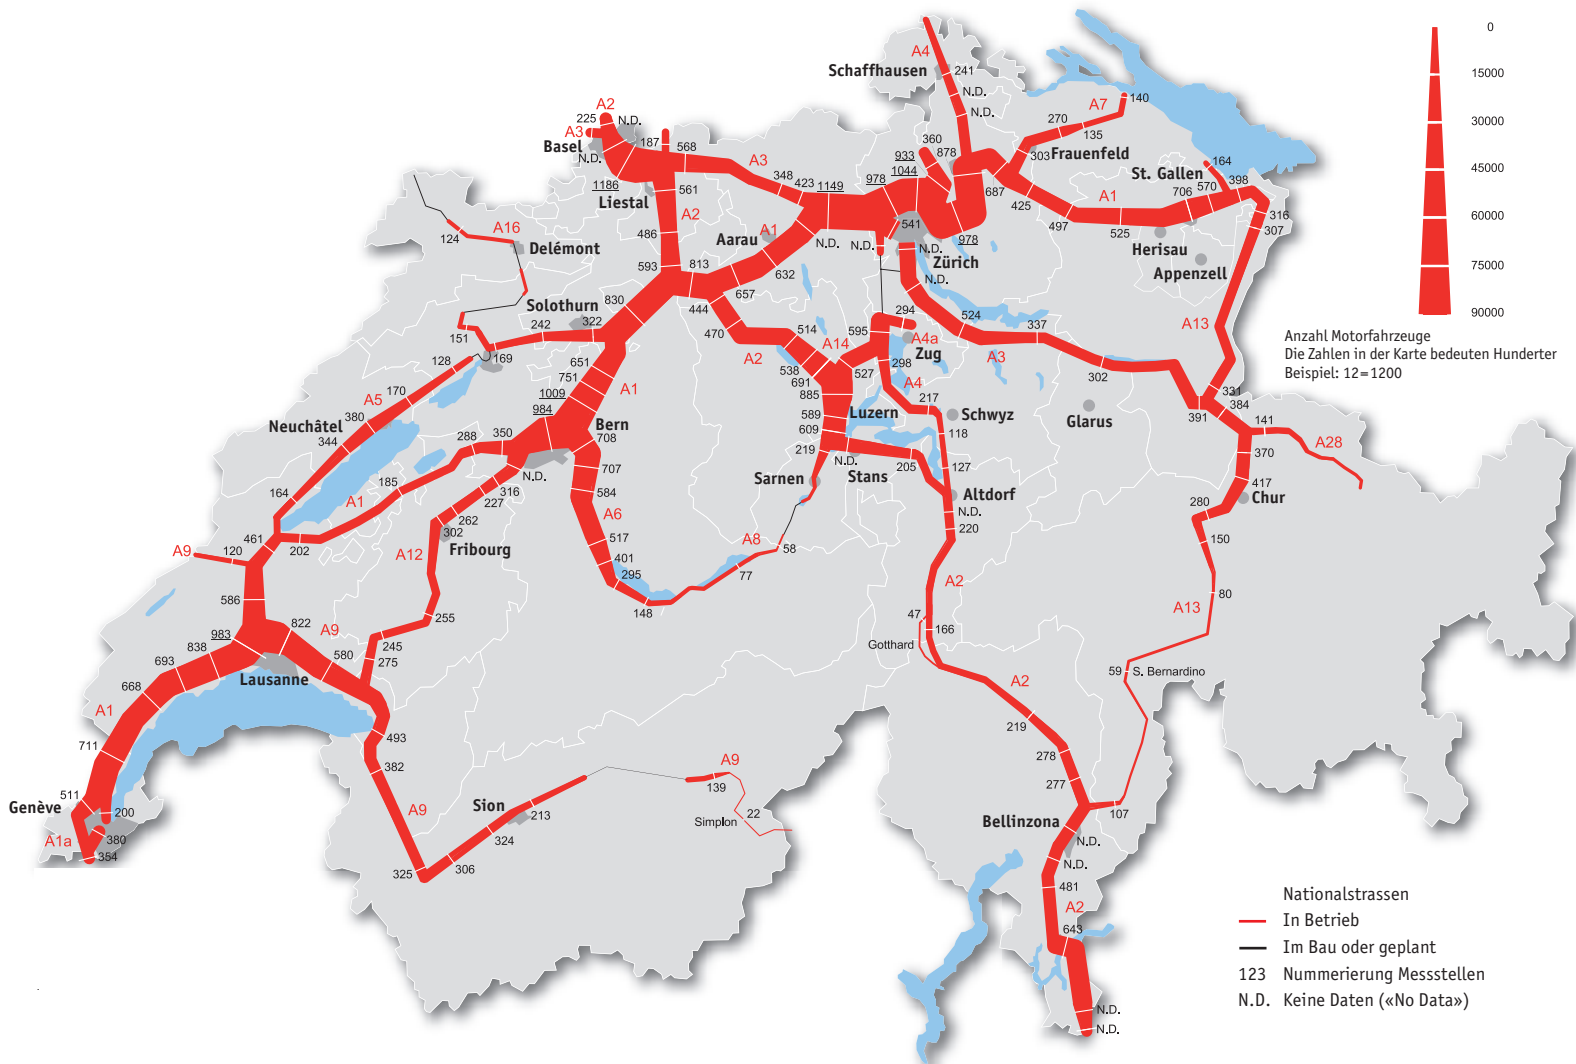 A4
Schaffhausen
241
N.D.
N.D.
A7
140
270
135
303
Frauenfeld
0
15000
30000
45000
60000
75000
90000
Anzahl Motorfahrzeuge
Die Zahlen in der Karte bedeuten Hunderter
Beispiel: 12=1200
A2
225
N.D.
A3
Basel
N.D.
187
568
A3
348
423
1149
1186
Liestal
561
A2
486
593
Aarau
A1
N.D.
632
813
657
444
470
360
933
1044
878
978
541
978
N.D.
N.D.
Zürich
N.D.
687
425
A1
497
525
St. Gallen
164
706
570
398
Herisau
Appenzell
316
307
A13
A16
124
Delémont
Solothurn
830
151
242
322
128
169
170
A5
380
Neuchâtel
344
651
751
1009
984
A1
Bern
164
A1
185
288
350
N.D.
708
707
584
A6
517
401
295
148
77
A8
58
316
227
262
302
Fribourg
A12
255
245
275
A2
514
A14
538
691
527
885
589
Luzern
609
219
N.D.
Sarnen
Stans
205
595
294
A4a
Zug
298
A4
217
Schwyz
118
127
Altdorf
N.D.
220
A2
524
337
A3
302
Glarus
331
391
384
141
A28
370
417
Chur
280
150
80
A13
59
S. Bernardino
47
166
Gotthard
A2
219
278
277
107
Bellinzona
N.D.
N.D.
481
A2
643
N.D.
N.D.
A9
120
461
202
586
983
822
A9
838
580
693
Lausanne
668
A1
711
511
Genève
200
A1a
380
354
493
382
A9
325
306
324
Sion
213
A9
139
22
Simplon
Nationalstrassen
In Betrieb
Im Bau oder geplant
123 Nummerierung Messstellen
N.D. Keine Daten («No Data»)